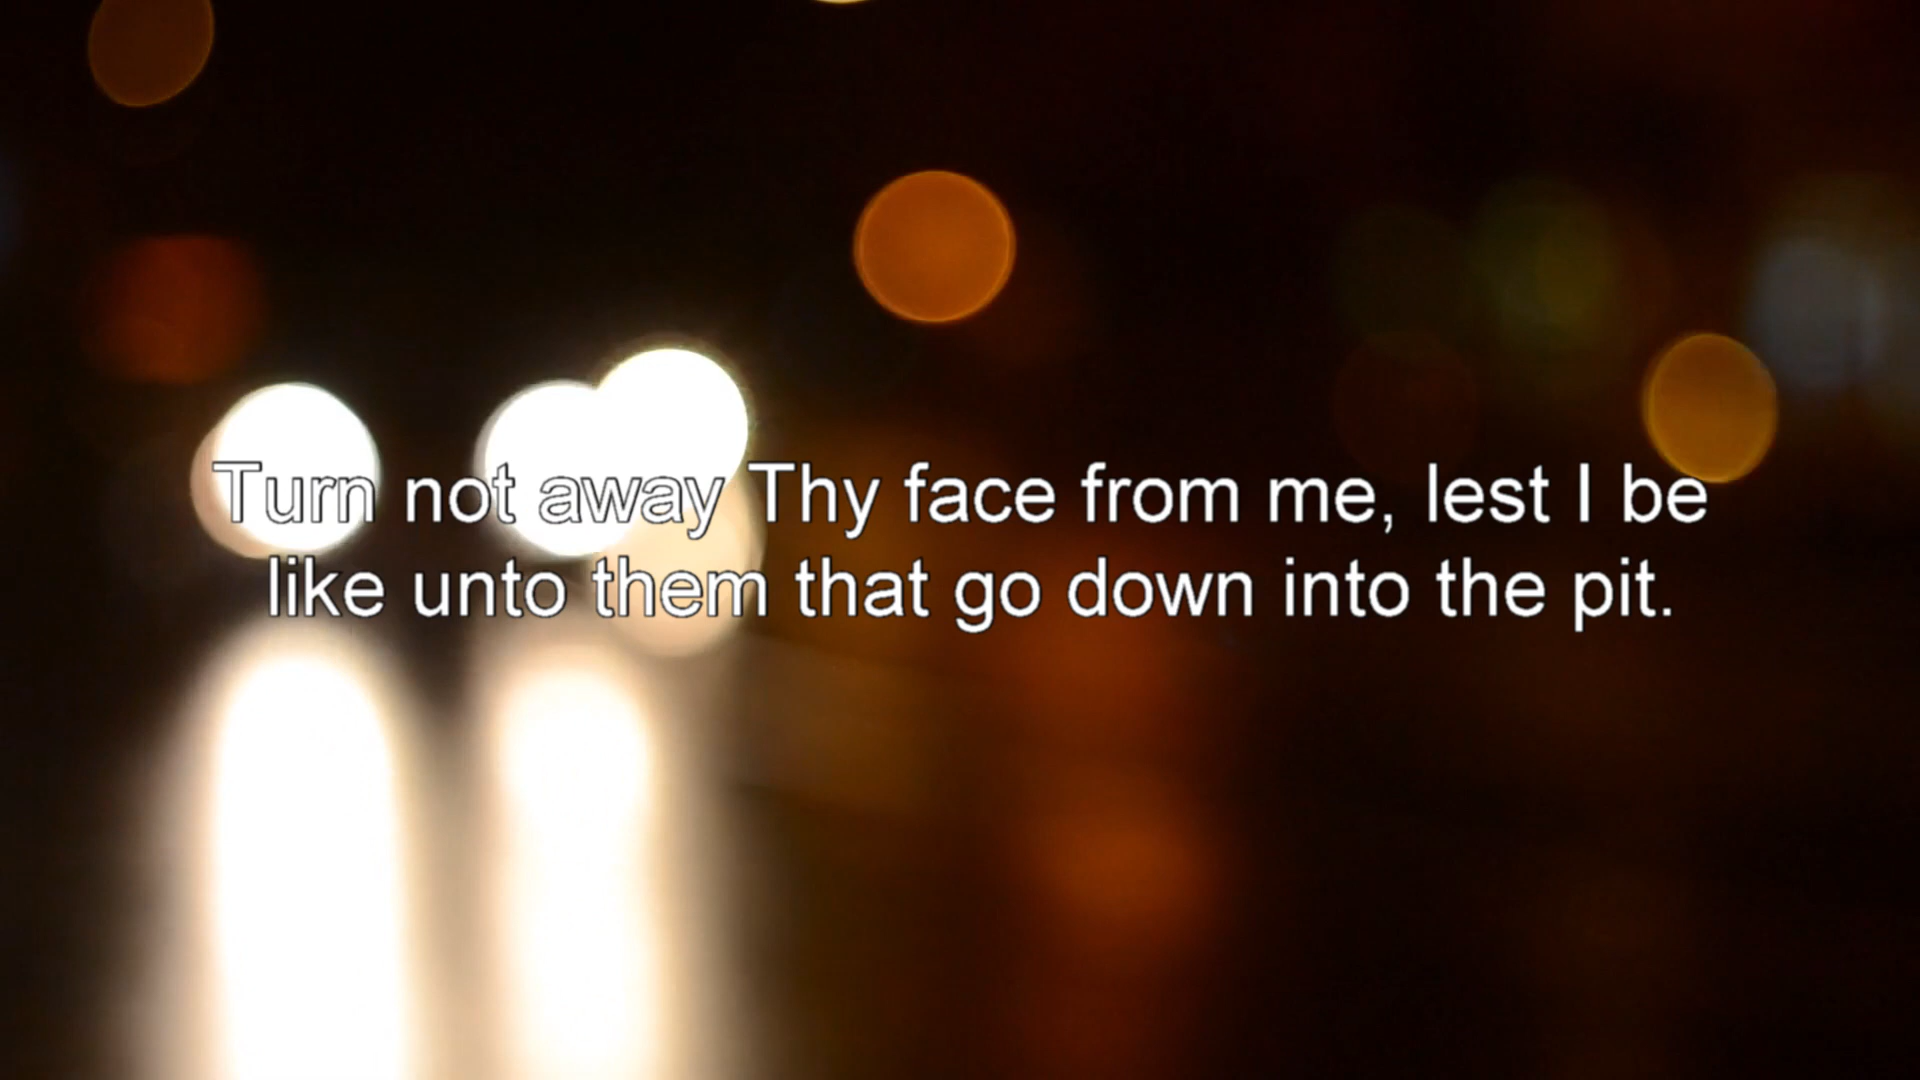 Turn not away Thy face from me, lest I be
like unto them that go down into the pit.